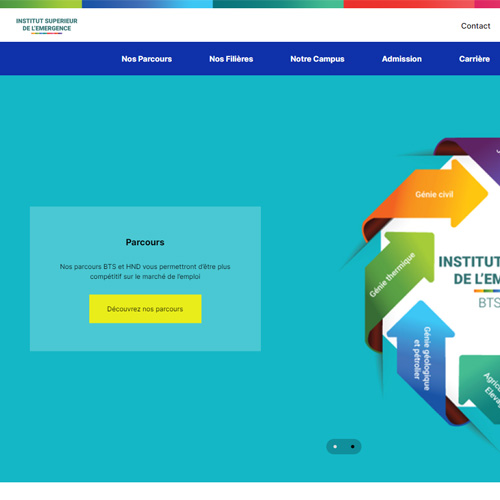 INSTITUT SUPERIEUR
DE L'EMERGENCE
Contact
Nos Parcours
Nos Filières
Notre Campus
Admission
Carrière
Parcours
Nos parcours BTS et HND vous permettront d'être plus
compétitif sur le marché de l'emploi
Découvrez nos parcours
Génie civil
Génie thermique
Génie géologique
et pétrolier
INSTITUT
DE L'EM
BTS